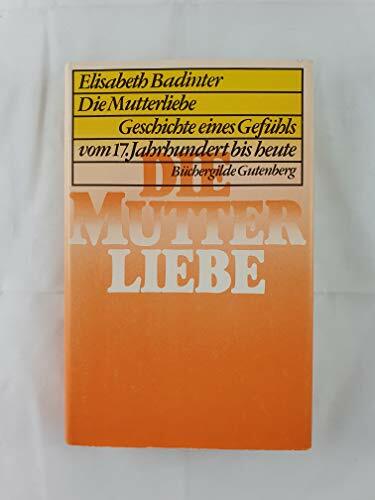 Elisabeth Badinter
Die Mutterliebe
Geschichte eines Gefühls
vom 17. Jahrhundert bis heute
Büchergilde Gutenberg
DIE
MUTTER
LIEBE